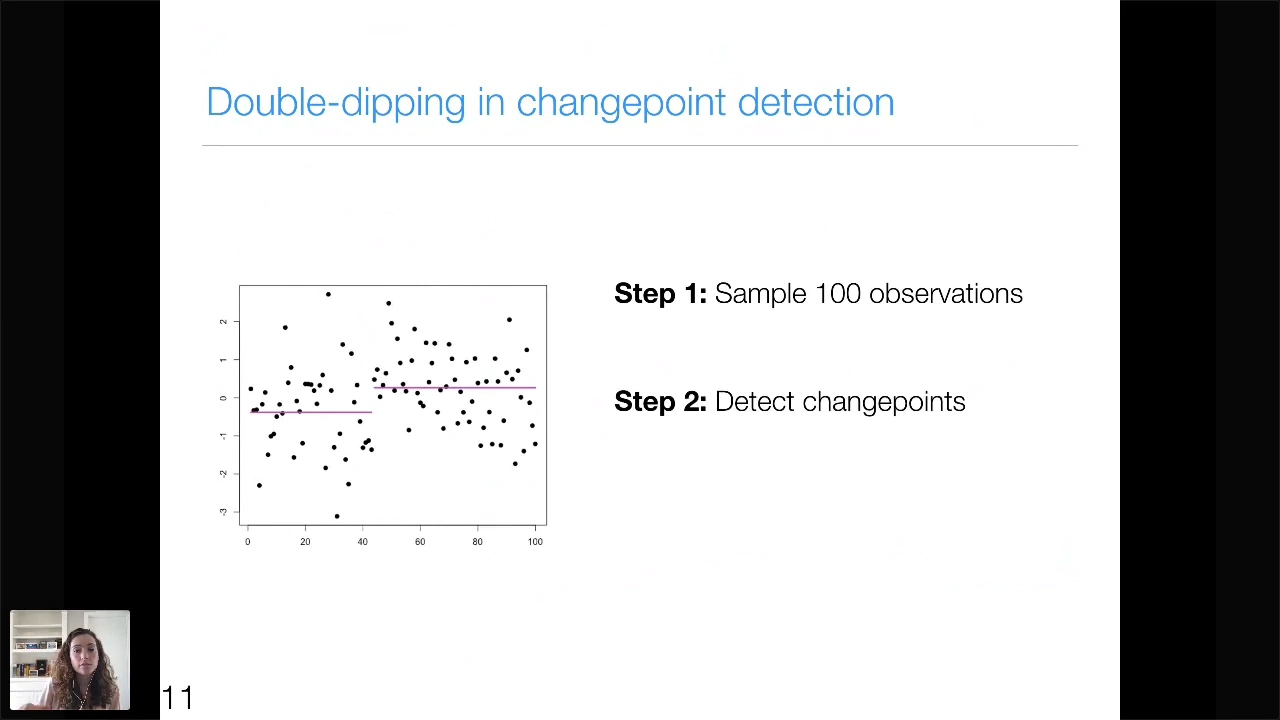 Double-dipping in changepoint detection
Step 1: Sample 100 observations
Step 2: Detect changepoints
2
1
0
-1
-2
-3
0 20 40 60 80 100
11